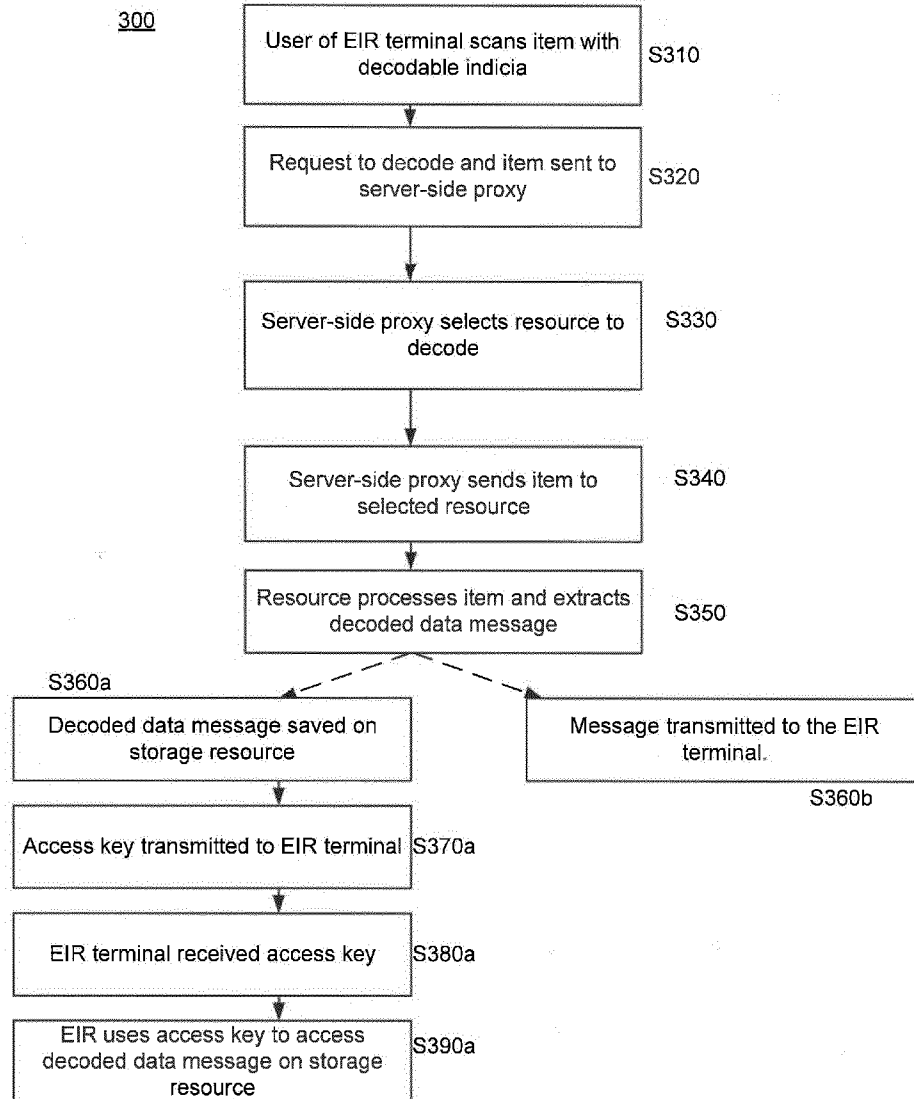 300
User of EIR terminal scans item with
decodable indicia
S310
Request to decode and item sent to
server-side proxy
S320
Server-side proxy selects resource to
decode
S330
Server-side proxy sends item to
selected resource
S340
Resource processes item and extracts
decoded data message
S350
S360a
Decoded data message saved on
storage resource
Message transmitted to the EIR
terminal.
S360b
Access key transmitted to EIR terminal
S370a
EIR terminal received access key
S380a
EIR uses access key to access
decoded data message on storage
resource
S390a